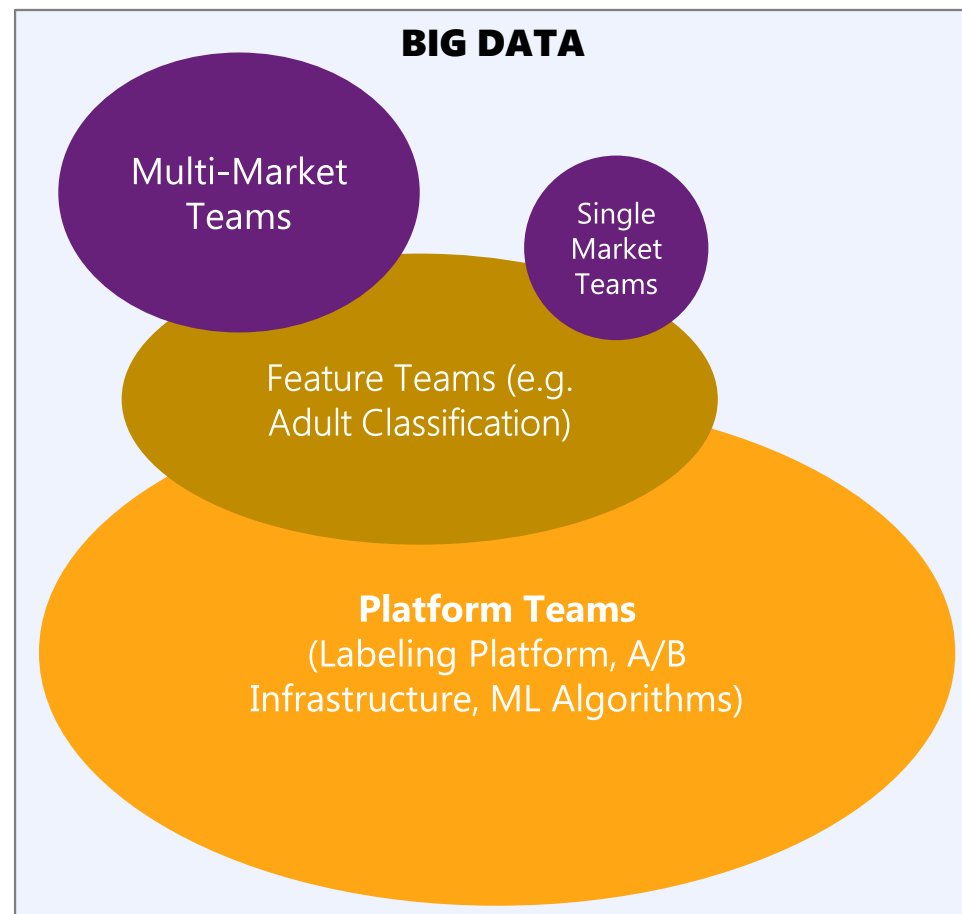 BIG DATA
Multi-Market
Teams
Single
Market
Teams
Feature Teams (e.g.
Adult Classification)
Platform Teams
(Labeling Platform, A/B
Infrastructure, ML Algorithms)